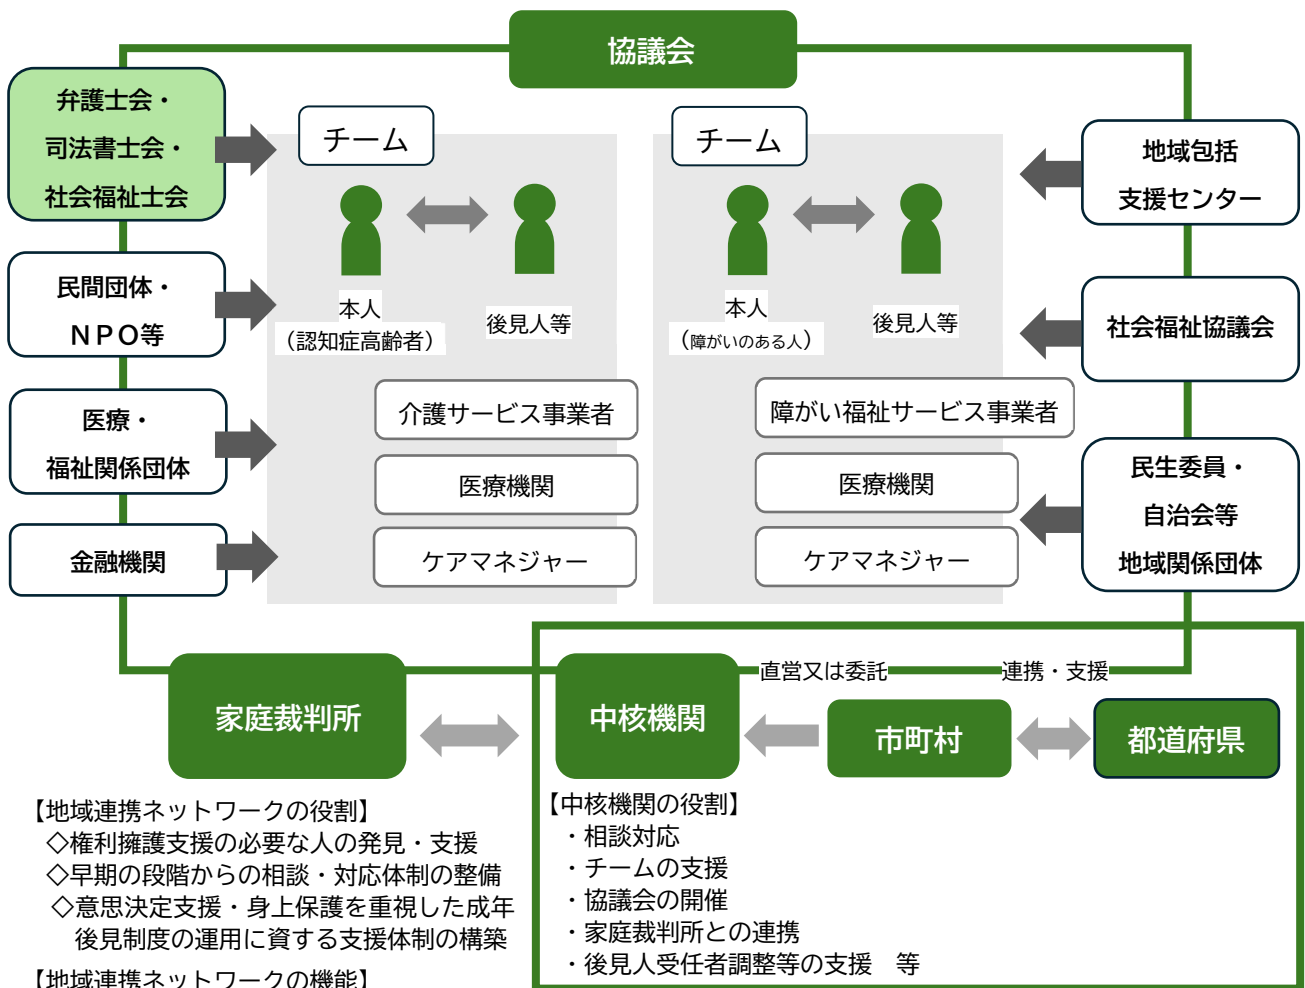 協議会
弁護士会・
司法書士会・
社会福祉士会
民間団体・
ＮＰＯ等
医療・
福祉関係団体
金融機関
チーム
本人
（認知症高齢者）
後見人等
介護サービス事業者
医療機関
ケアマネジャー
チーム
本人
（障がいのある人）
後見人等
障がい福祉サービス事業者
医療機関
ケアマネジャー
地域包括
支援センター
社会福祉協議会
民生委員・
自治会等
地域関係団体
家庭裁判所
中核機関
直営又は委託
市町村
連携・支援
都道府県
【地域連携ネットワークの役割】
◇権利擁護支援の必要な人の発見・支援
◇早期の段階からの相談・対応体制の整備
◇意思決定支援・身上保護を重視した成年
後見制度の運用に資する支援体制の構築
【地域連携ネットワークの機能】
【中核機関の役割】
・相談対応
・チームの支援
・協議会の開催
・家庭裁判所との連携
・後見人受任者調整等の支援　等